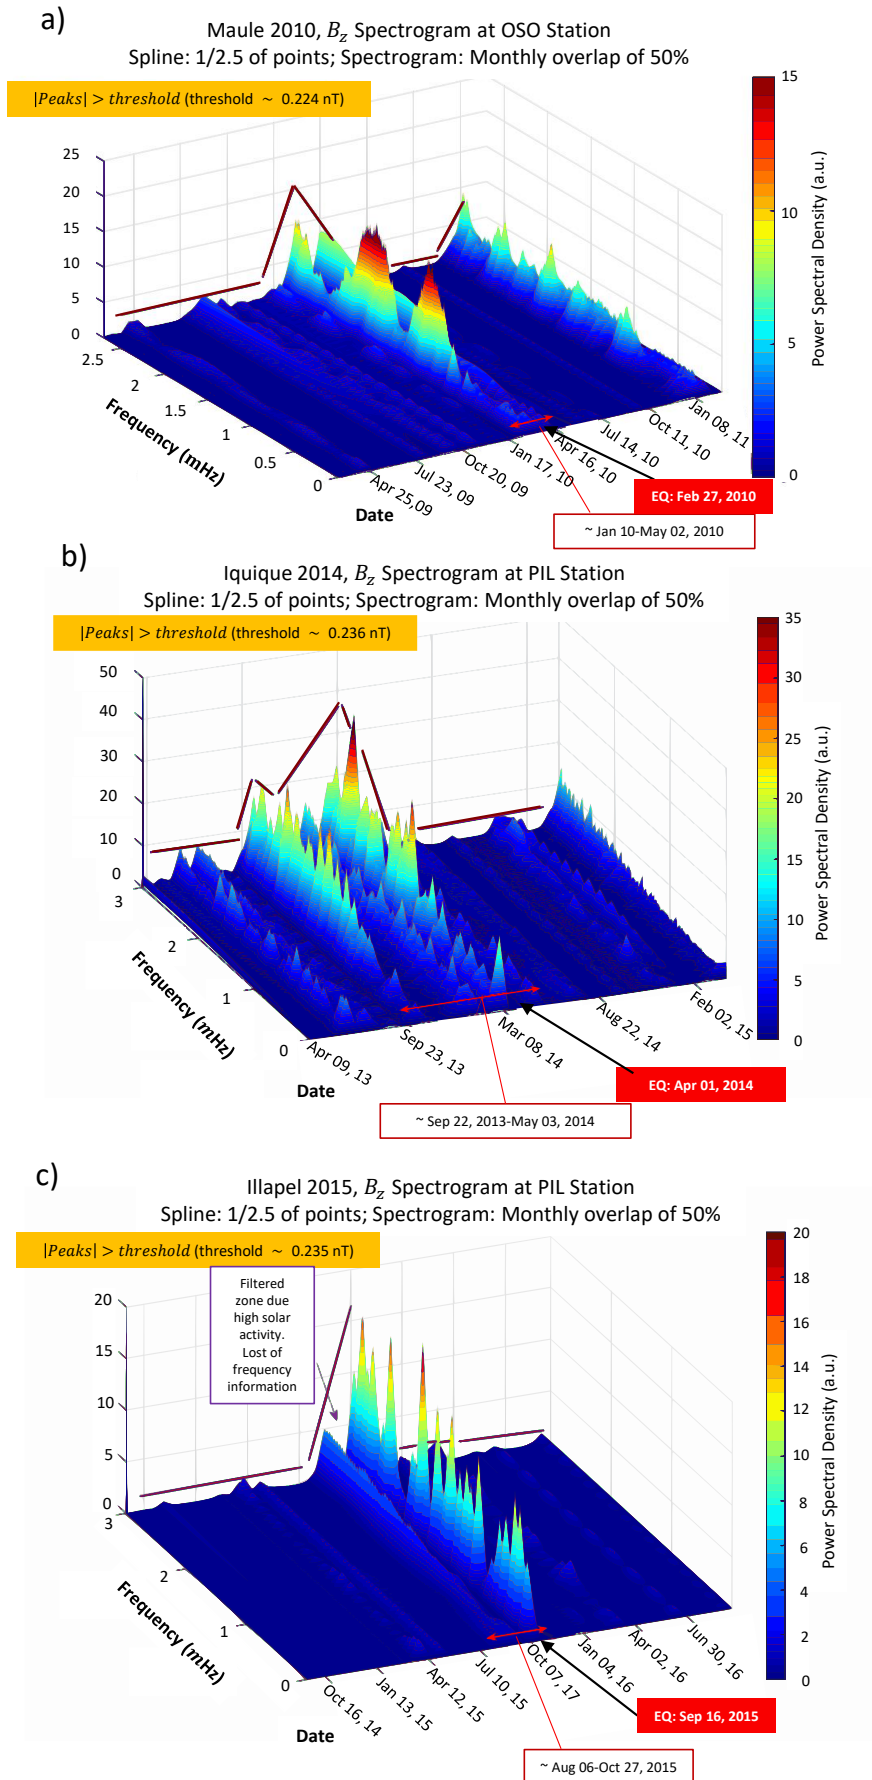 a)
Maule 2010, B_z Spectrogram at OSO Station
Spline: 1/2.5 of points; Spectrogram: Monthly overlap of 50%
|Peaks| > threshold (threshold ~ 0.224 nT)
25
20
15
10
5
0
2.5
2
1.5
1
0.5
0
Frequency (mHz)
Apr 25,09
Jul 23, 09
Oct 20, 09
Jan 17, 10
Apr 16, 10
Jul 14, 10
Oct 11, 10
Jan 08, 11
Date
15
10
5
0
Power Spectral Density (a.u.)
EQ: Feb 27, 2010
~ Jan 10-May 02, 2010
b)
Iquique 2014, B_z Spectrogram at PIL Station
Spline: 1/2.5 of points; Spectrogram: Monthly overlap of 50%
|Peaks| > threshold (threshold ~ 0.236 nT)
50
40
30
20
10
0
3
2
1
0
Frequency (mHz)
Apr 09, 13
Sep 23, 13
Mar 08, 14
Aug 22, 14
Feb 02, 15
Date
35
30
25
20
15
10
5
0
Power Spectral Density (a.u.)
EQ: Apr 01, 2014
~ Sep 22, 2013-May 03, 2014
c)
Illapel 2015, B_z Spectrogram at PIL Station
Spline: 1/2.5 of points; Spectrogram: Monthly overlap of 50%
|Peaks| > threshold (threshold ~ 0.235 nT)
Filtered
zone due
high solar
activity.
Lost of
frequency
information
20
15
10
5
0
3
2
1
0
Frequency (mHz)
Oct 16, 14
Jan 13, 15
Apr 12, 15
Jul 10, 15
Oct 07, 17
Jan 04, 16
Apr 02, 16
Jun 30, 16
Date
20
18
16
14
12
10
8
6
4
2
0
Power Spectral Density (a.u.)
EQ: Sep 16, 2015
~ Aug 06-Oct 27, 2015